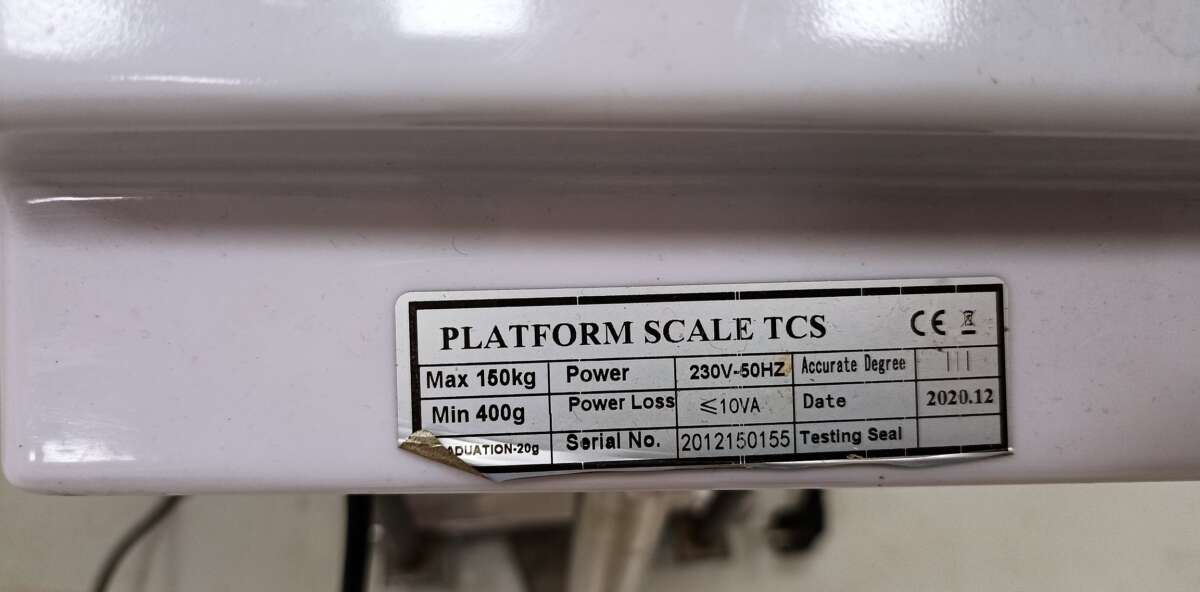 PLATFORM SCALE TCS CE
Max 150kg Power 230V-50HZ Accurate Degree III
Min 400g Power Loss ≤10VA Date 2020.12
ADUATION-20g Serial No. 2012150155 Testing Seal